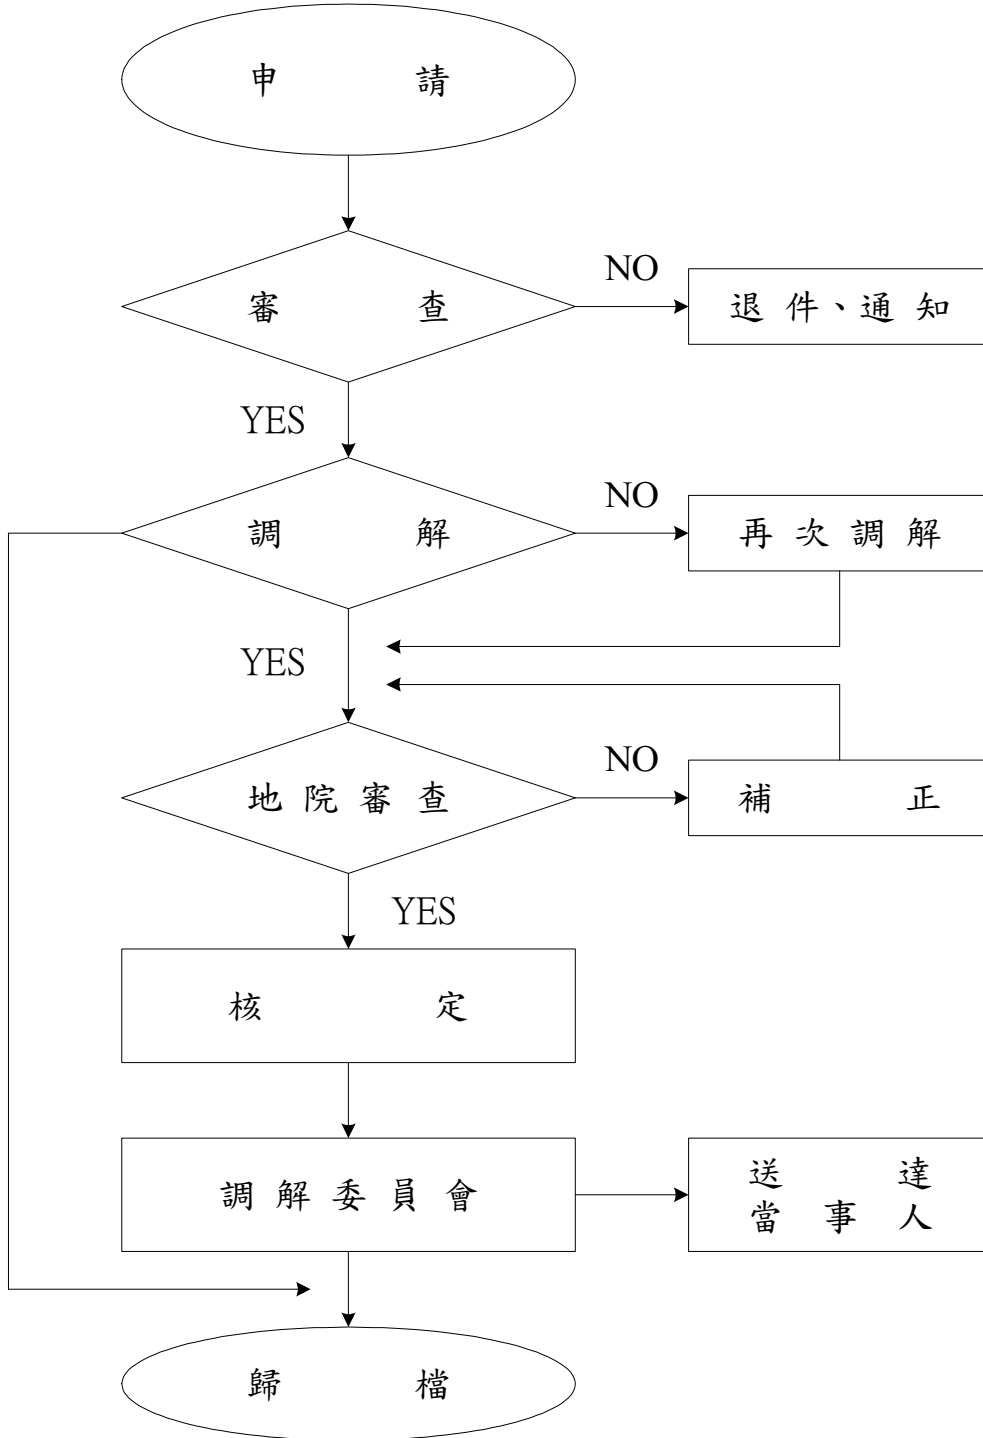 申請
審查
NO
退件、通知
YES
調解
NO
再次調解
YES
地院審查
NO
補正
YES
核定
調解委員會
送達
當事人
歸檔